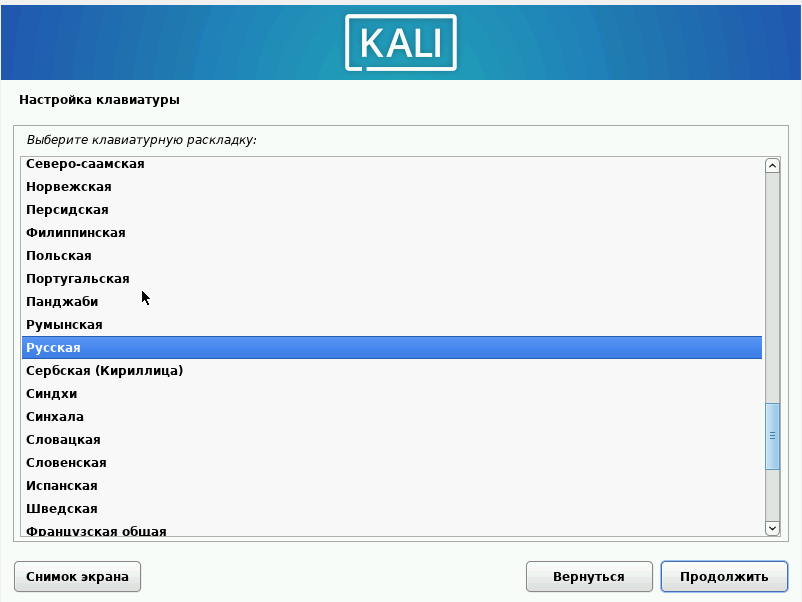 KALI
Настройка клавиатуры
Выберите клавиатурную раскладку:
Северо-саамская
Норвежская
Персидская
Филиппинская
Польская
Португальская
Панджаби
Румынская
Русская
Сербская (Кириллица)
Синдхи
Синхала
Словацкая
Словенская
Испанская
Шведская
Французская общая
Снимок экрана
Вернуться
Продолжить